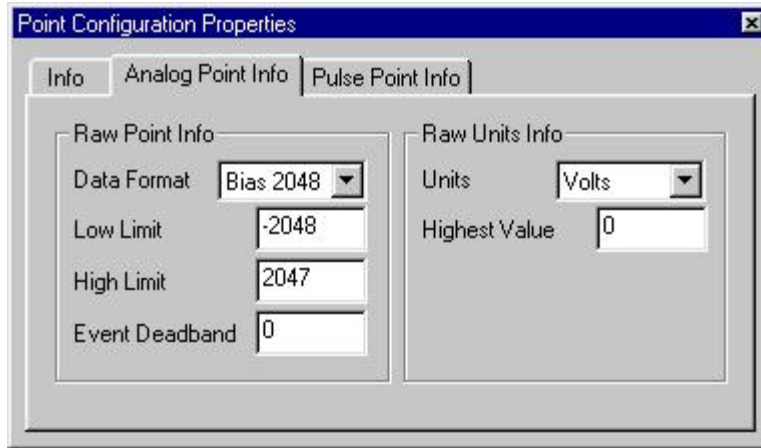 Point Configuration Properties
Info Analog Point Info Pulse Point Info
Raw Point Info
Data Format Bias 2048
Low Limit -2048
High Limit 2047
Event Deadband 0
Raw Units Info
Units Volts
Highest Value 0